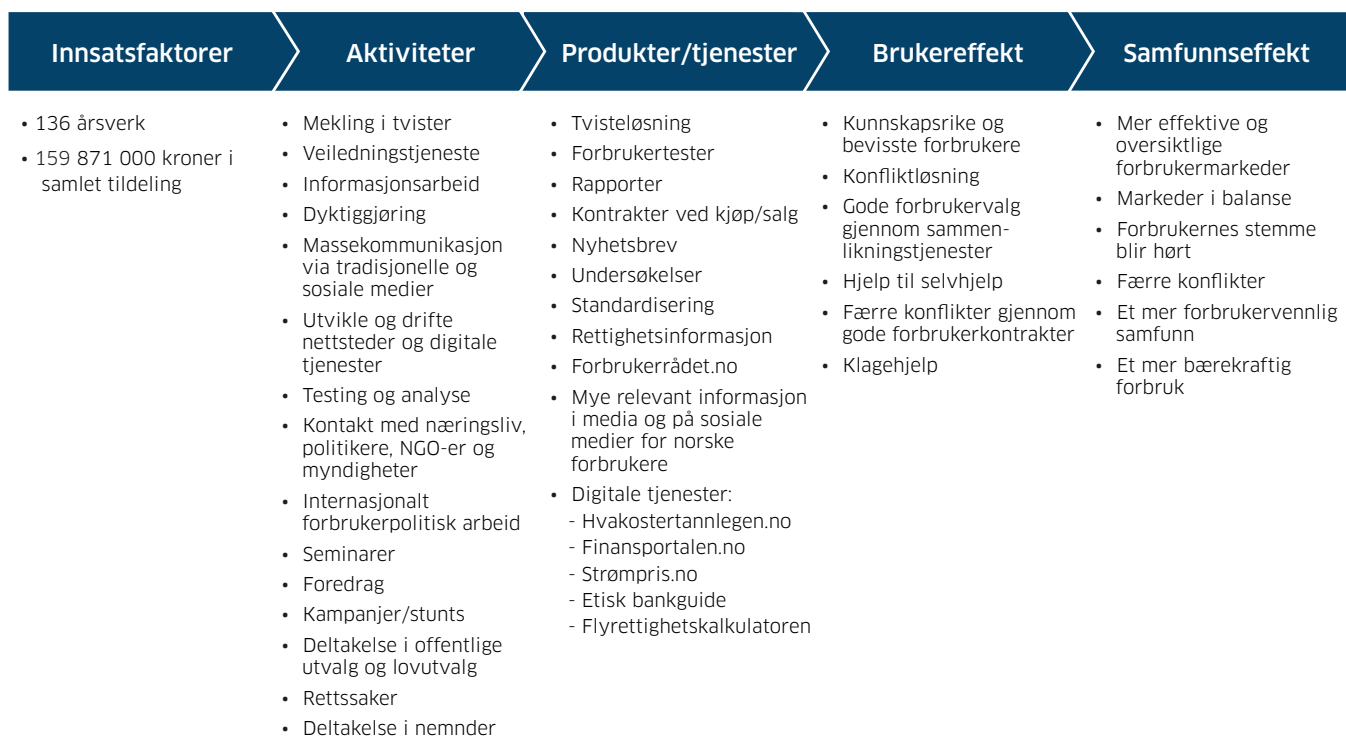 Innsatsfaktorer
Aktiviteter
Produkter/tjenester
Brukereffekt
Samfunnseffekt
• 136 årsverk
• 159 871 000 kroner i
samlet tildeling
• Mekling i tvister
• Veiledningstjeneste
• Informasjonsarbeid
• Dyktiggjøring
• Massekommunikasjon
via tradisjonelle og
sosiale medier
• Utvikle og drifte
nettsteder og digitale
tjenester
• Testing og analyse
• Kontakt med næringsliv,
politikere, NGO-er og
myndigheter
• Internasjonalt
forbrukerpolitisk arbeid
• Seminarer
• Foredrag
• Kampanjer/stunts
• Deltakelse i offentlige
utvalg og lovutvalg
• Rettssaker
• Deltakelse i nemnder
• Tvisteløsning
• Forbrukertester
• Rapporter
• Kontrakter ved kjøp/salg
• Nyhetsbrev
• Undersøkelser
• Standardisering
• Rettighetsinformasjon
• Forbrukerrådet.no
• Mye relevant informasjon
i media og på sosiale
medier for norske
forbrukere
• Digitale tjenester:
- Hvakostertannlegen.no
- Finansportalen.no
- Strømpris.no
- Etisk bankguide
- Flyrettighetskalkulatoren
• Kunnskapsrike og
bevisste forbrukere
• Konfliktløsning
• Gode forbrukervalg
gjennom sammen-
likningstjenester
• Hjelp til selvhjelp
• Færre konflikter gjennom
gode forbrukerkontrakter
• Klagehjelp
• Mer effektive og
oversiktlige
forbrukermarkeder
• Markeder i balanse
• Forbrukernes stemme
blir hørt
• Færre konflikter
• Et mer forbrukervennlig
samfunn
• Et mer bærekraftig
forbruk